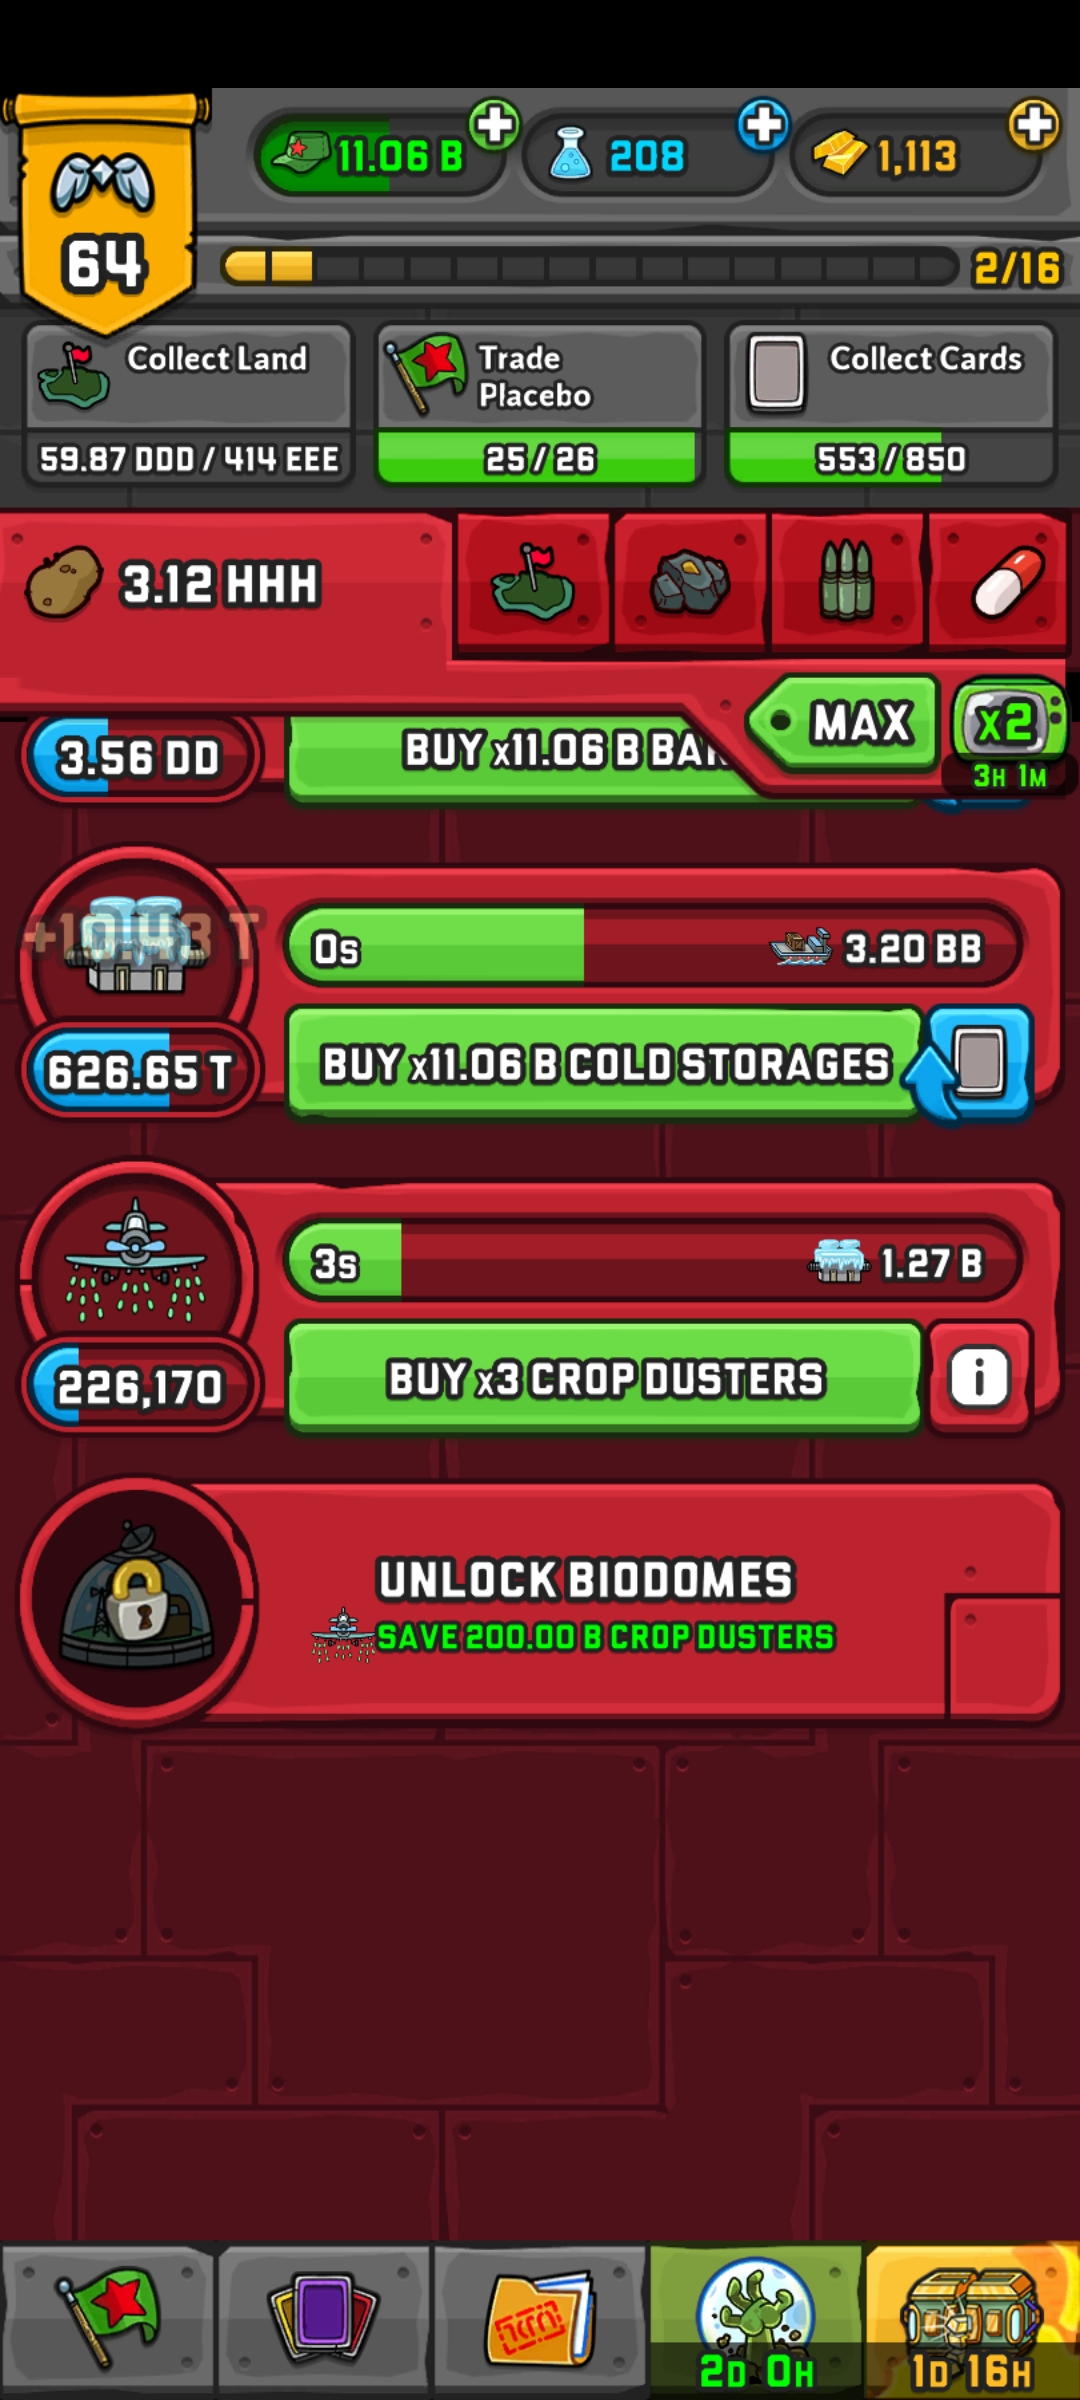 11.06 B
208
1,113
64
2/16
Collect Land
59.87 DDD / 414 EEE
Trade
Placebo
25 / 26
Collect Cards
553 / 850
3.12 HHH
MAX
x2
3H 1M
3.56 DD
BUY x11.06 B BAR
0s
3.20 BB
626.65 T
BUY x11.06 B COLD STORAGES
3s
1.27 B
226,170
BUY x3 CROP DUSTERS
i
UNLOCK BIODOMES
SAVE 200.00 B CROP DUSTERS
2D 0H
1D 16H